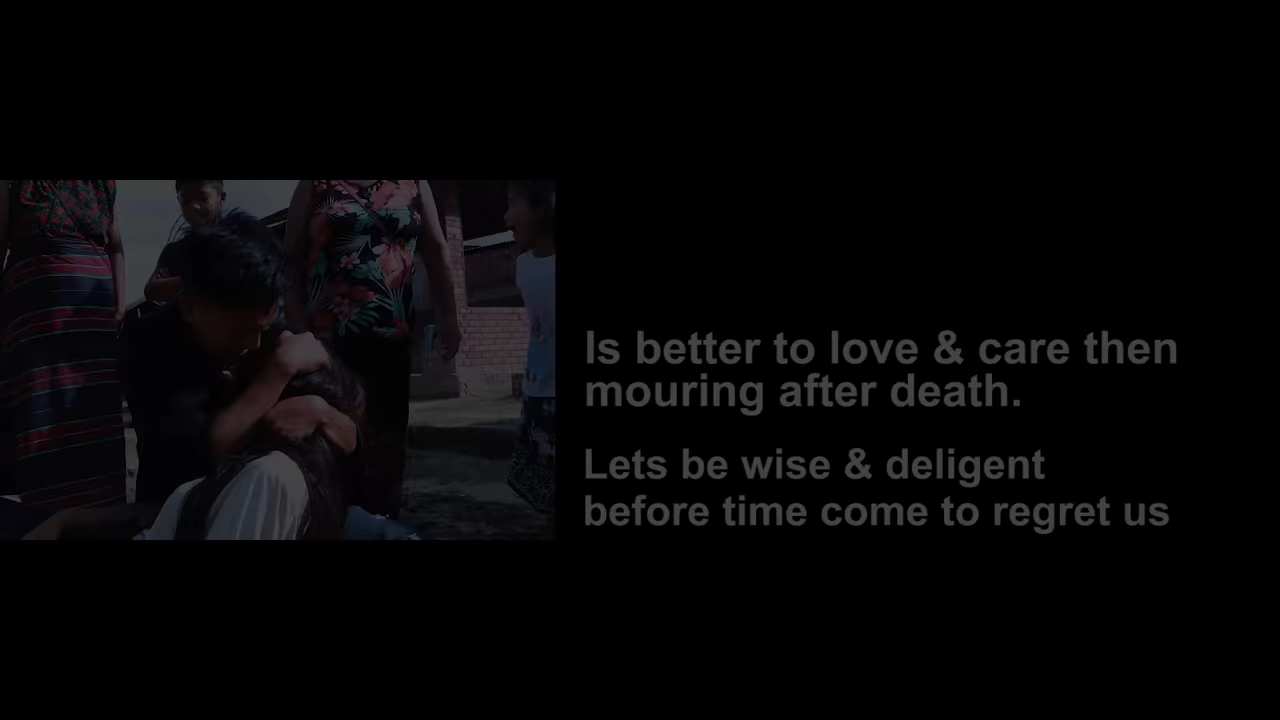 Is better to love & care then
mouring after death.
Lets be wise & deligent
before time come to regret us